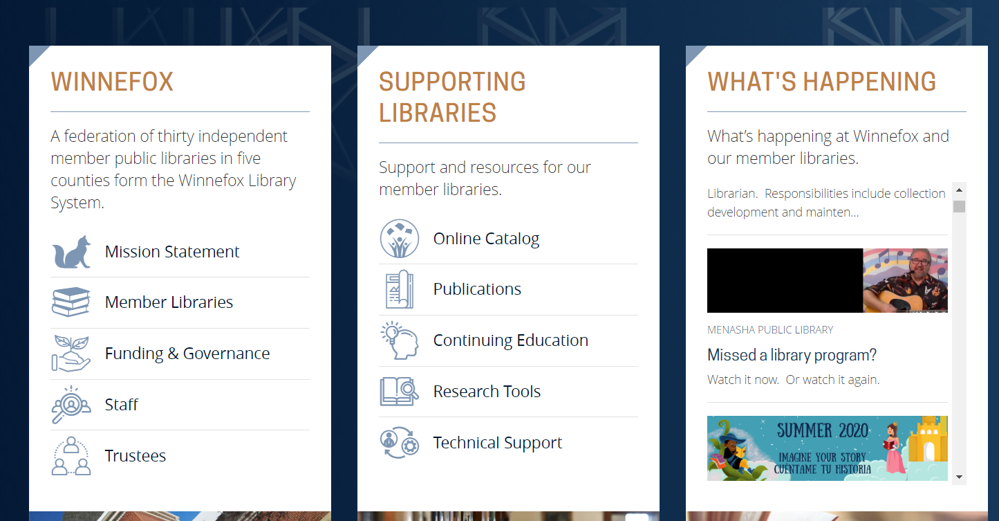 WINNEFOX
A federation of thirty independent
member public libraries in five
counties form the Winnefox Library
System.
Mission Statement
Member Libraries
Funding & Governance
Staff
Trustees
SUPPORTING
LIBRARIES
Support and resources for our
member libraries.
Online Catalog
Publications
Continuing Education
Research Tools
Technical Support
WHAT'S HAPPENING
What’s happening at Winnefox and
our member libraries.
Librarian.  Responsibilities include collection
development and mainten...
MENASHA PUBLIC LIBRARY
Missed a library program?
Watch it now.  Or watch it again.
SUMMER 2020
IMAGINE YOUR STORY
CUÉNTAME TU HISTORIA